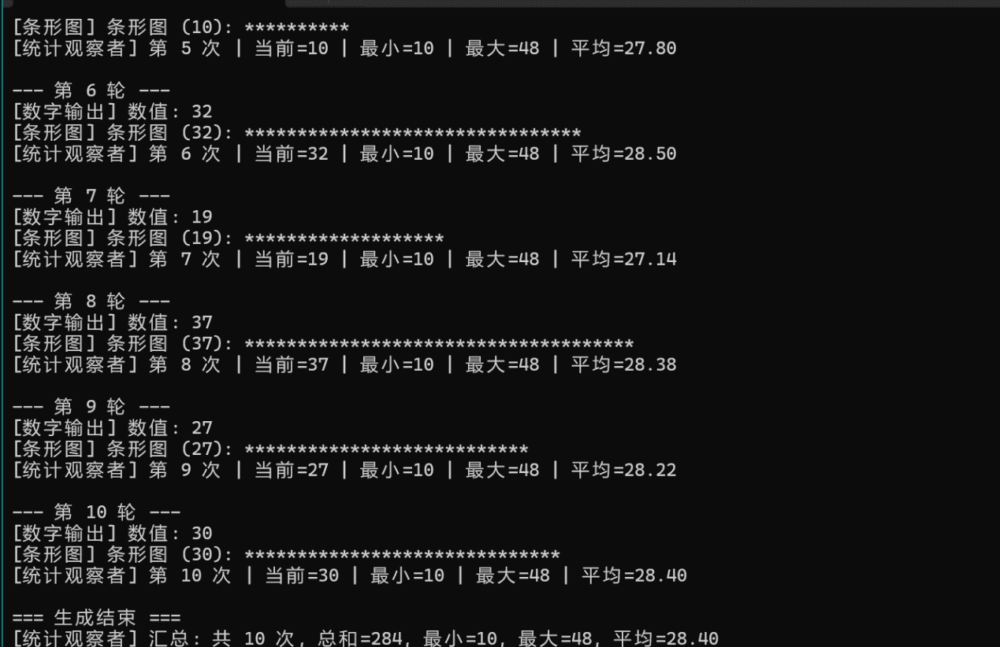 [条形图] 条形图 (10): **********
[统计观察者] 第 5 次 | 当前=10 | 最小=10 | 最大=48 | 平均=27.80
--- 第 6 轮 ---
[数字输出] 数值: 32
[条形图] 条形图 (32): ********************************
[统计观察者] 第 6 次 | 当前=32 | 最小=10 | 最大=48 | 平均=28.50
--- 第 7 轮 ---
[数字输出] 数值: 19
[条形图] 条形图 (19): *******************
[统计观察者] 第 7 次 | 当前=19 | 最小=10 | 最大=48 | 平均=27.14
--- 第 8 轮 ---
[数字输出] 数值: 37
[条形图] 条形图 (37): *************************************
[统计观察者] 第 8 次 | 当前=37 | 最小=10 | 最大=48 | 平均=28.38
--- 第 9 轮 ---
[数字输出] 数值: 27
[条形图] 条形图 (27): ***************************
[统计观察者] 第 9 次 | 当前=27 | 最小=10 | 最大=48 | 平均=28.22
--- 第 10 轮 ---
[数字输出] 数值: 30
[条形图] 条形图 (30): ******************************
[统计观察者] 第 10 次 | 当前=30 | 最小=10 | 最大=48 | 平均=28.40
=== 生成结束 ===
[统计观察者] 汇总: 共 10 次, 总和=284, 最小=10, 最大=48, 平均=28.40